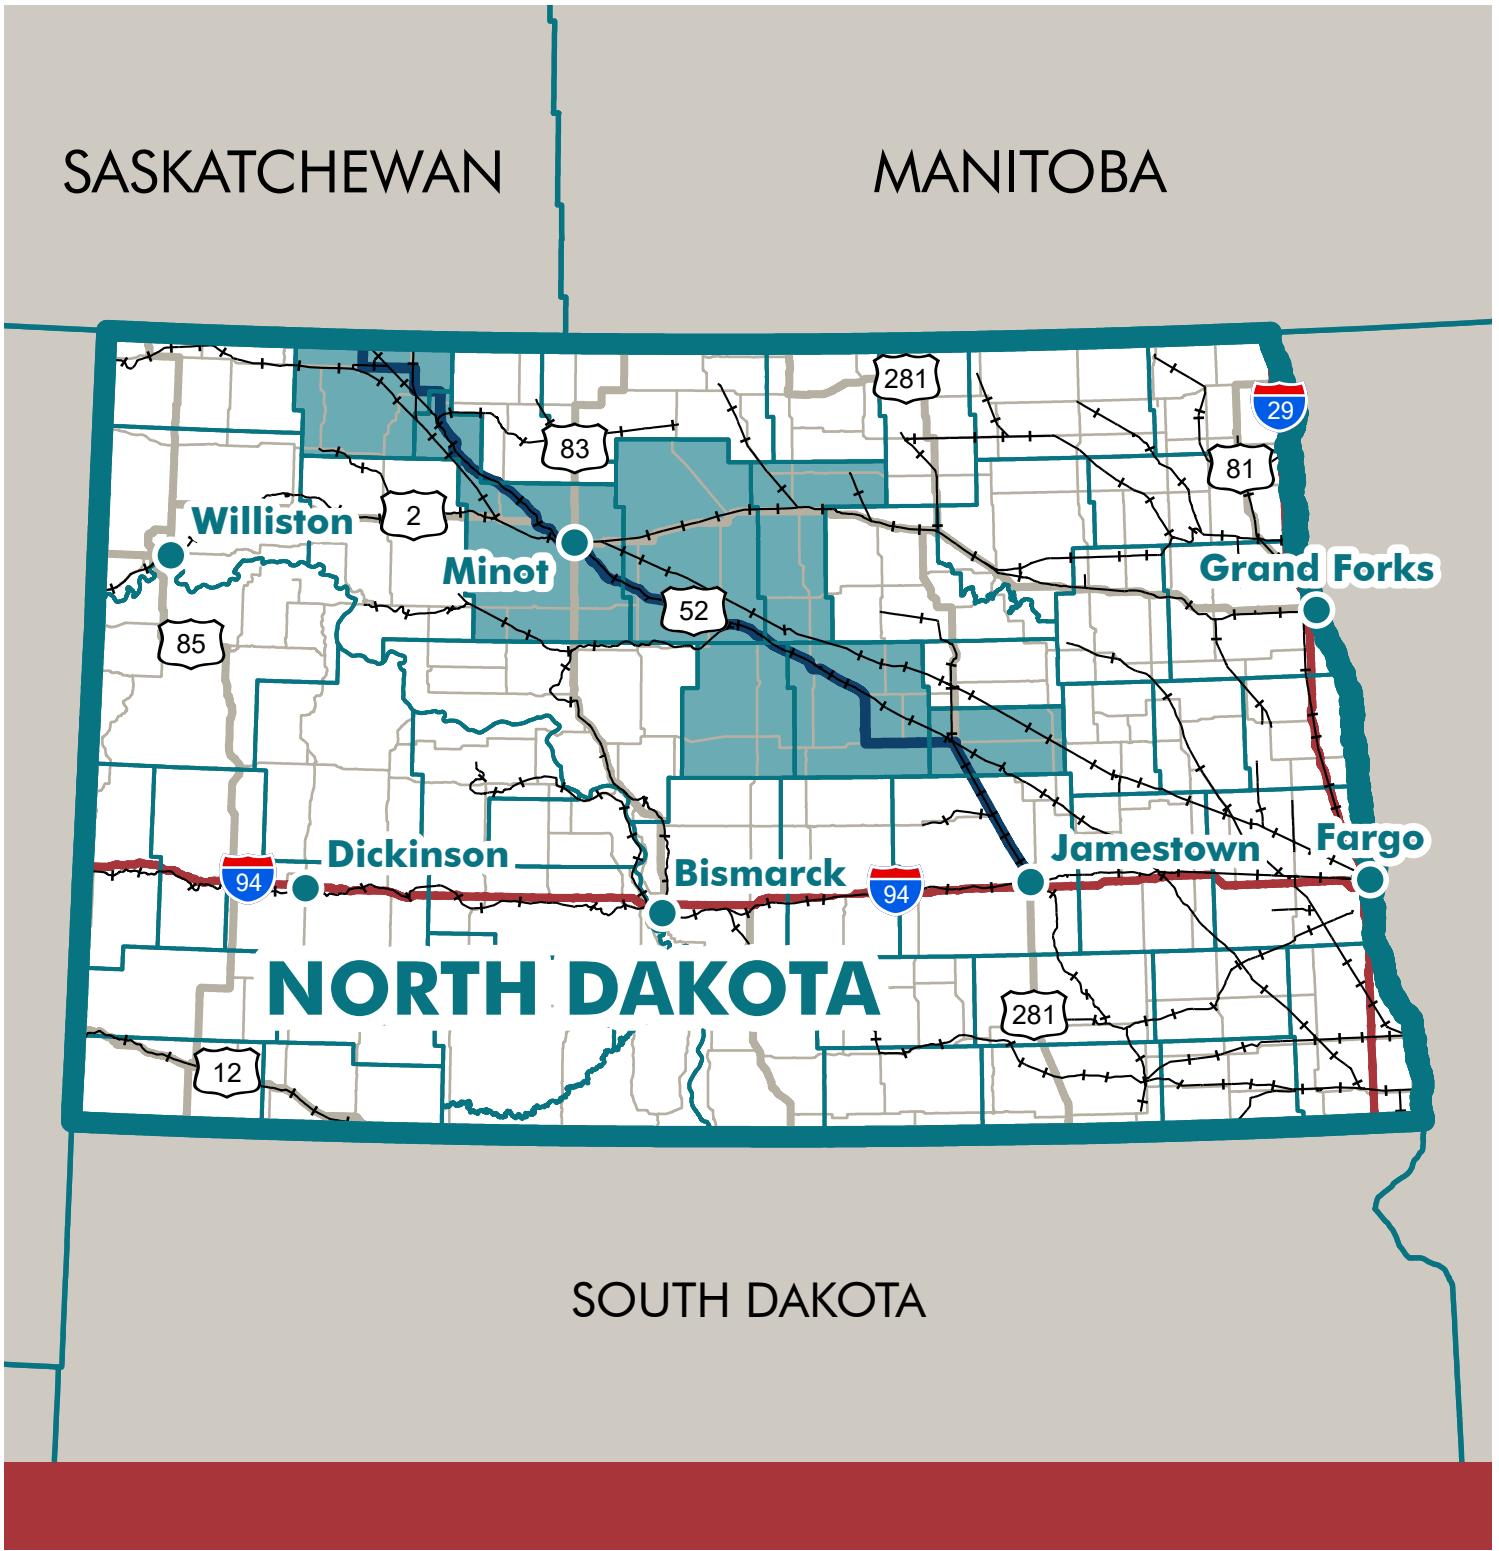 SASKATCHEWAN
MANITOBA
281
29
83
81
2
Williston
Minot
Grand Forks
52
85
Jamestown
Fargo
Dickinson
Bismarck
94
94
NORTH DAKOTA
281
12
SOUTH DAKOTA